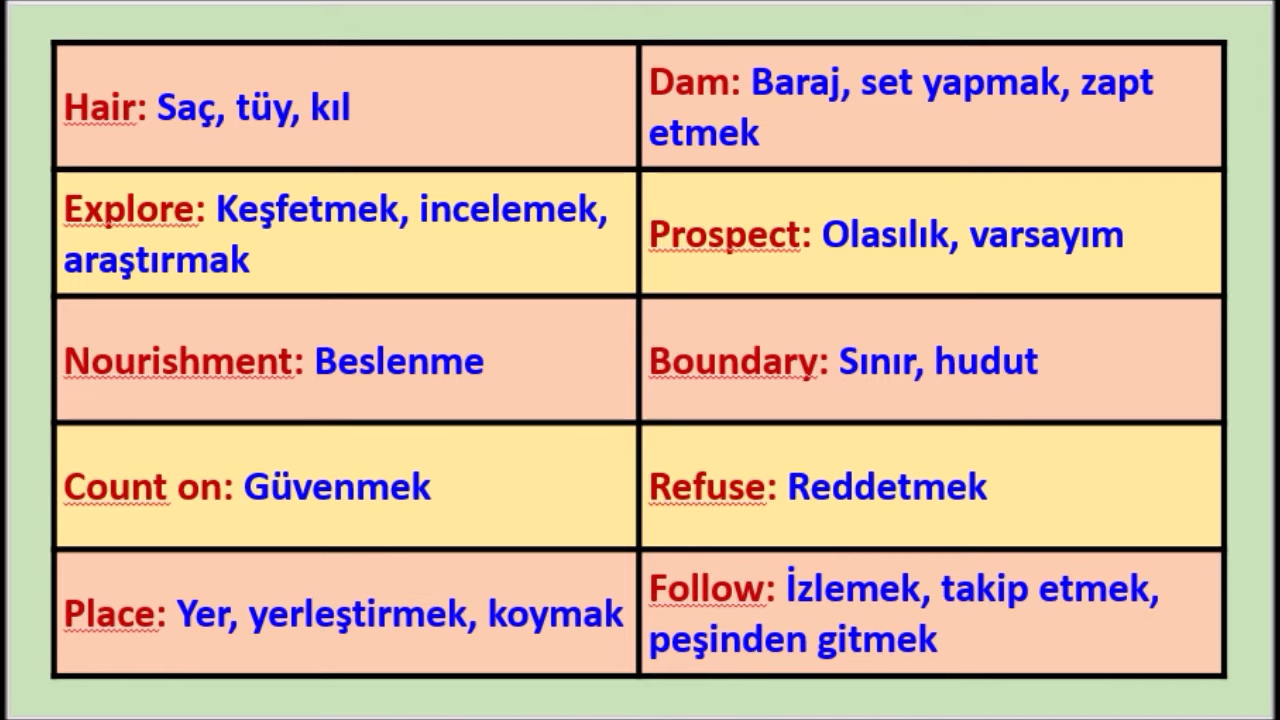 Hair: Saç, tüy, kıl
Dam: Baraj, set yapmak, zapt
etmek
Explore: Keşfetmek, incelemek,
araştırmak
Prospect: Olasılık, varsayım
Nourishment: Beslenme
Boundary: Sınır, hudut
Count on: Güvenmek
Refuse: Reddetmek
Place: Yer, yerleştirmek, koymak
Follow: İzlemek, takip etmek,
peşinden gitmek